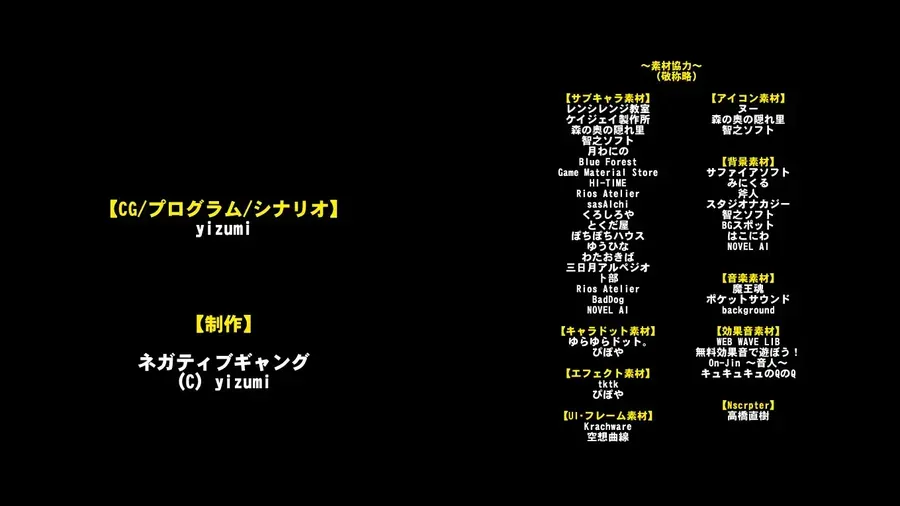 【CG/プログラム/シナリオ】
yizumi
【制作】
ネガティブギャング
(C) yizumi
～素材協力～
(敬称略)
【サブキャラ素材】
レンシレンジ教室
ケイジェイ製作所
森の奥の隠れ里
智之ソフト
月わにの
Blue Forest
Game Material Store
HI-TIME
Rios Atelier
sasAIchi
くろしろや
とくだ屋
ぽちぽちハウス
ゆうひな
わたおきば
三日月アルペジオ
卜部
Rios Atelier
BadDog
NOVEL AI
【キャラドット素材】
ゆらゆらドット。
ぴぽや
【エフェクト素材】
tktk
ぴぽや
【UI・フレーム素材】
Krachware
空想曲線
【アイコン素材】
ヌー
森の奥の隠れ里
智之ソフト
【背景素材】
サファイアソフト
みにくる
斧人
スタジオナカジー
智之ソフト
BGスポット
はこにわ
NOVEL AI
【音楽素材】
魔王魂
ポケットサウンド
background
【効果音素材】
WEB WAVE LIB
無料効果音で遊ぼう！
On-Jin ～音人～
キュキュキュのQのQ
【Nscrpter】
高橋直樹